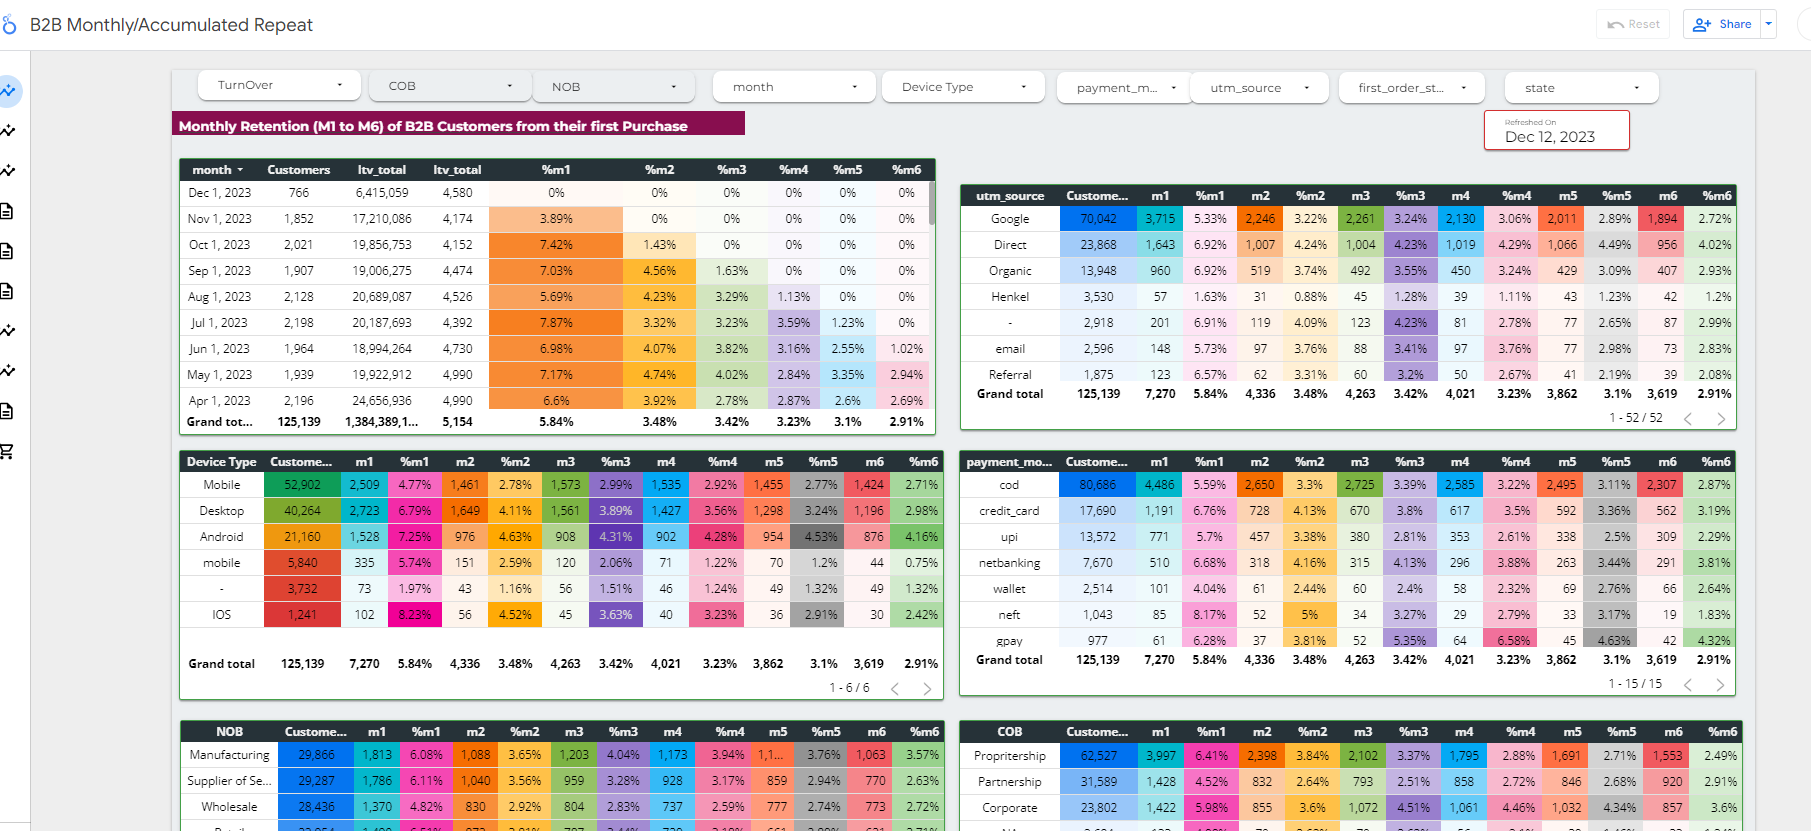 B2B Monthly/Accumulated Repeat
Reset
Share
TurnOver
COB
NOB
month
Device Type
payment_m...
utm_source
first_order_st...
state
Monthly Retention (M1 to M6) of B2B Customers from their first Purchase
Refreshed On
Dec 12, 2023
month Customers ltv_total ltv_total %m1 %m2 %m3 %m4 %m5 %m6
Dec 1, 2023 766 6,415,059 4,580 0% 0% 0% 0% 0% 0%
Nov 1, 2023 1,852 17,210,086 4,174 3.89% 0% 0% 0% 0% 0%
Oct 1, 2023 2,021 19,856,753 4,152 7.42% 1.43% 0% 0% 0% 0%
Sep 1, 2023 1,907 19,006,275 4,474 7.03% 4.56% 1.63% 0% 0% 0%
Aug 1, 2023 2,128 20,689,087 4,526 5.69% 4.23% 3.29% 1.13% 0% 0%
Jul 1, 2023 2,198 20,187,693 4,392 7.87% 3.32% 3.23% 3.59% 1.23% 0%
Jun 1, 2023 1,964 18,994,264 4,730 6.98% 4.07% 3.82% 3.16% 2.55% 1.02%
May 1, 2023 1,939 19,922,912 4,990 7.17% 4.74% 4.02% 2.84% 3.35% 2.94%
Apr 1, 2023 2,196 24,656,936 4,990 6.6% 3.92% 2.78% 2.87% 2.6% 2.69%
Grand tot... 125,139 1,384,389,1... 5,154 5.84% 3.48% 3.42% 3.23% 3.1% 2.91%
utm_source Custome... m1 %m1 m2 %m2 m3 %m3 m4 %m4 m5 %m5 m6 %m6
Google 70,042 3,715 5.33% 2,246 3.22% 2,261 3.24% 2,130 3.06% 2,011 2.89% 1,894 2.72%
Direct 23,868 1,643 6.92% 1,007 4.24% 1,004 4.23% 1,019 4.29% 1,066 4.49% 956 4.02%
Organic 13,948 960 6.92% 519 3.74% 492 3.55% 450 3.24% 429 3.09% 407 2.93%
Henkel 3,530 57 1.63% 31 0.88% 45 1.28% 39 1.11% 43 1.23% 42 1.2%
- 2,918 201 6.91% 119 4.09% 123 4.23% 81 2.78% 77 2.65% 87 2.99%
email 2,596 148 5.73% 97 3.76% 88 3.41% 97 3.76% 77 2.98% 73 2.83%
Referral 1,875 123 6.57% 62 3.31% 60 3.2% 50 2.67% 41 2.19% 39 2.08%
Grand total 125,139 7,270 5.84% 4,336 3.48% 4,263 3.42% 4,021 3.23% 3,862 3.1% 3,619 2.91%
1 - 52 / 52
Device Type Custome... m1 %m1 m2 %m2 m3 %m3 m4 %m4 m5 %m5 m6 %m6
Mobile 52,902 2,509 4.77% 1,461 2.78% 1,573 2.99% 1,535 2.92% 1,455 2.77% 1,424 2.71%
Desktop 40,264 2,723 6.79% 1,649 4.11% 1,561 3.89% 1,427 3.56% 1,298 3.24% 1,196 2.98%
Android 21,160 1,528 7.25% 976 4.63% 908 4.31% 902 4.28% 954 4.53% 876 4.16%
mobile 5,840 335 5.74% 151 2.59% 120 2.06% 71 1.22% 70 1.2% 44 0.75%
- 3,732 73 1.97% 43 1.16% 56 1.51% 46 1.24% 49 1.32% 49 1.32%
IOS 1,241 102 8.23% 56 4.52% 45 3.63% 40 3.23% 36 2.91% 30 2.42%
Grand total 125,139 7,270 5.84% 4,336 3.48% 4,263 3.42% 4,021 3.23% 3,862 3.1% 3,619 2.91%
1 - 6 / 6
payment_mo... Custome... m1 %m1 m2 %m2 m3 %m3 m4 %m4 m5 %m5 m6 %m6
cod 80,686 4,486 5.59% 2,650 3.3% 2,725 3.39% 2,585 3.22% 2,495 3.11% 2,307 2.87%
credit_card 17,690 1,191 6.76% 728 4.13% 670 3.8% 617 3.5% 592 3.36% 562 3.19%
upi 13,572 771 5.7% 457 3.38% 380 2.81% 353 2.61% 338 2.5% 309 2.29%
netbanking 7,670 510 6.68% 318 4.16% 315 4.13% 296 3.88% 263 3.44% 291 3.81%
wallet 2,514 101 4.04% 61 2.44% 60 2.4% 58 2.32% 69 2.76% 66 2.64%
neft 1,043 85 8.17% 52 5% 34 3.27% 29 2.79% 33 3.17% 19 1.83%
gpay 977 61 6.28% 37 3.81% 52 5.35% 64 6.58% 45 4.63% 42 4.32%
Grand total 125,139 7,270 5.84% 4,336 3.48% 4,263 3.42% 4,021 3.23% 3,862 3.1% 3,619 2.91%
1 - 15 / 15
NOB Custome... m1 %m1 m2 %m2 m3 %m3 m4 %m4 m5 %m5 m6 %m6
Manufacturing 29,866 1,813 6.08% 1,088 3.65% 1,203 4.04% 1,173 3.94% 1,1... 3.76% 1,063 3.57%
Supplier of Se... 29,287 1,786 6.11% 1,040 3.56% 959 3.28% 928 3.17% 859 2.94% 770 2.63%
Wholesale 28,436 1,370 4.82% 830 2.92% 804 2.83% 737 2.59% 777 2.74% 773 2.72%
COB Custome... m1 %m1 m2 %m2 m3 %m3 m4 %m4 m5 %m5 m6 %m6
Propritership 62,527 3,997 6.41% 2,398 3.84% 2,102 3.37% 1,795 2.88% 1,691 2.71% 1,553 2.49%
Partnership 31,589 1,428 4.52% 832 2.64% 793 2.51% 858 2.72% 846 2.68% 920 2.91%
Corporate 23,802 1,422 5.98% 855 3.6% 1,072 4.51% 1,061 4.46% 1,032 4.34% 857 3.6%